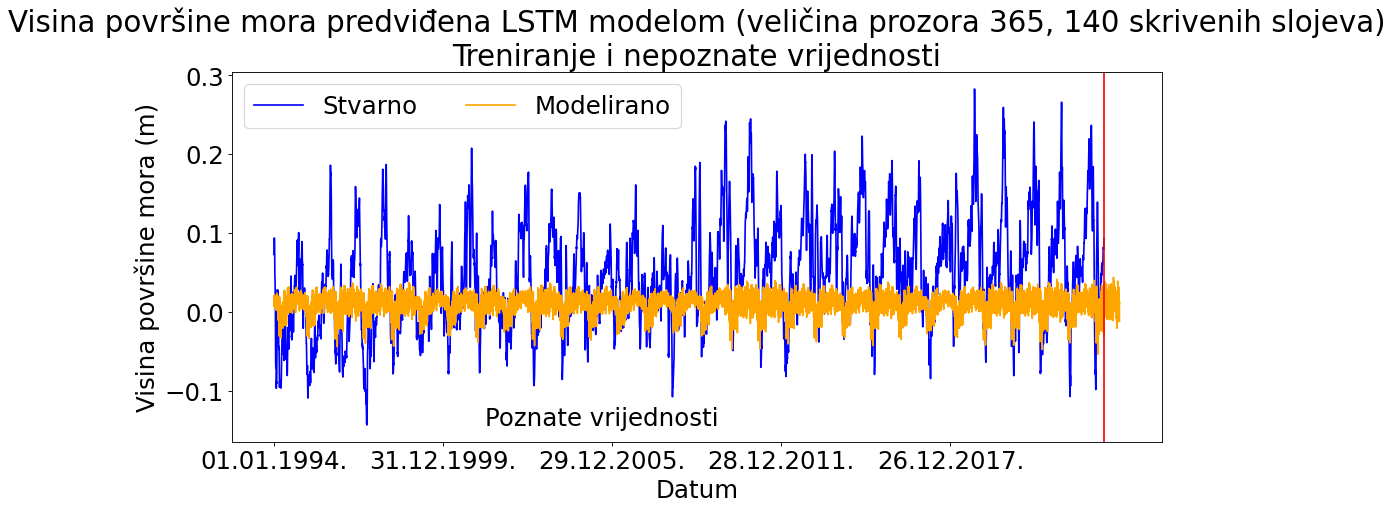 Visina površine mora predviđena LSTM modelom (veličina prozora 365, 140 skrivenih slojeva)
Treniranje i nepoznate vrijednosti
Stvarno
Modelirano
Visina površine mora (m)
0.3
0.2
0.1
0.0
−0.1
Poznate vrijednosti
01.01.1994.
31.12.1999.
29.12.2005.
28.12.2011.
26.12.2017.
Datum